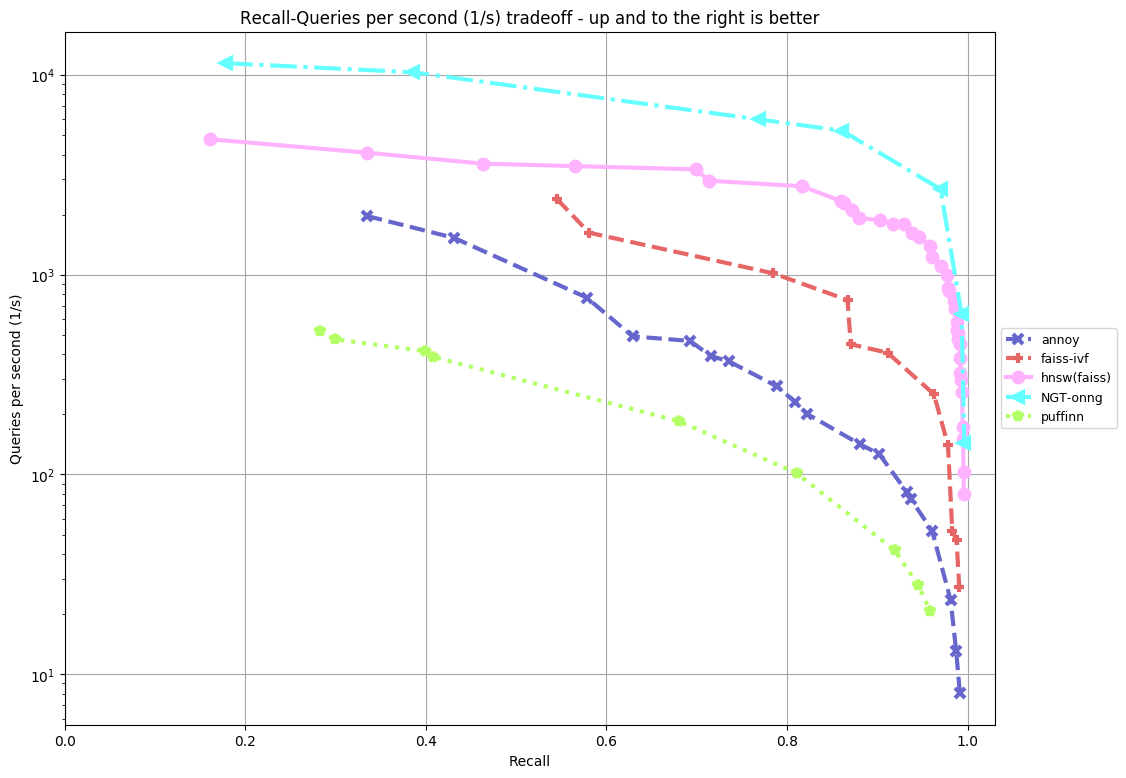 Recall-Queries per second (1/s) tradeoff - up and to the right is better
10^4
10^3
10^2
10^1
Queries per second (1/s)
0.0 0.2 0.4 0.6 0.8 1.0
Recall
annoy
faiss-ivf
hnsw(faiss)
NGT-onng
puffinn